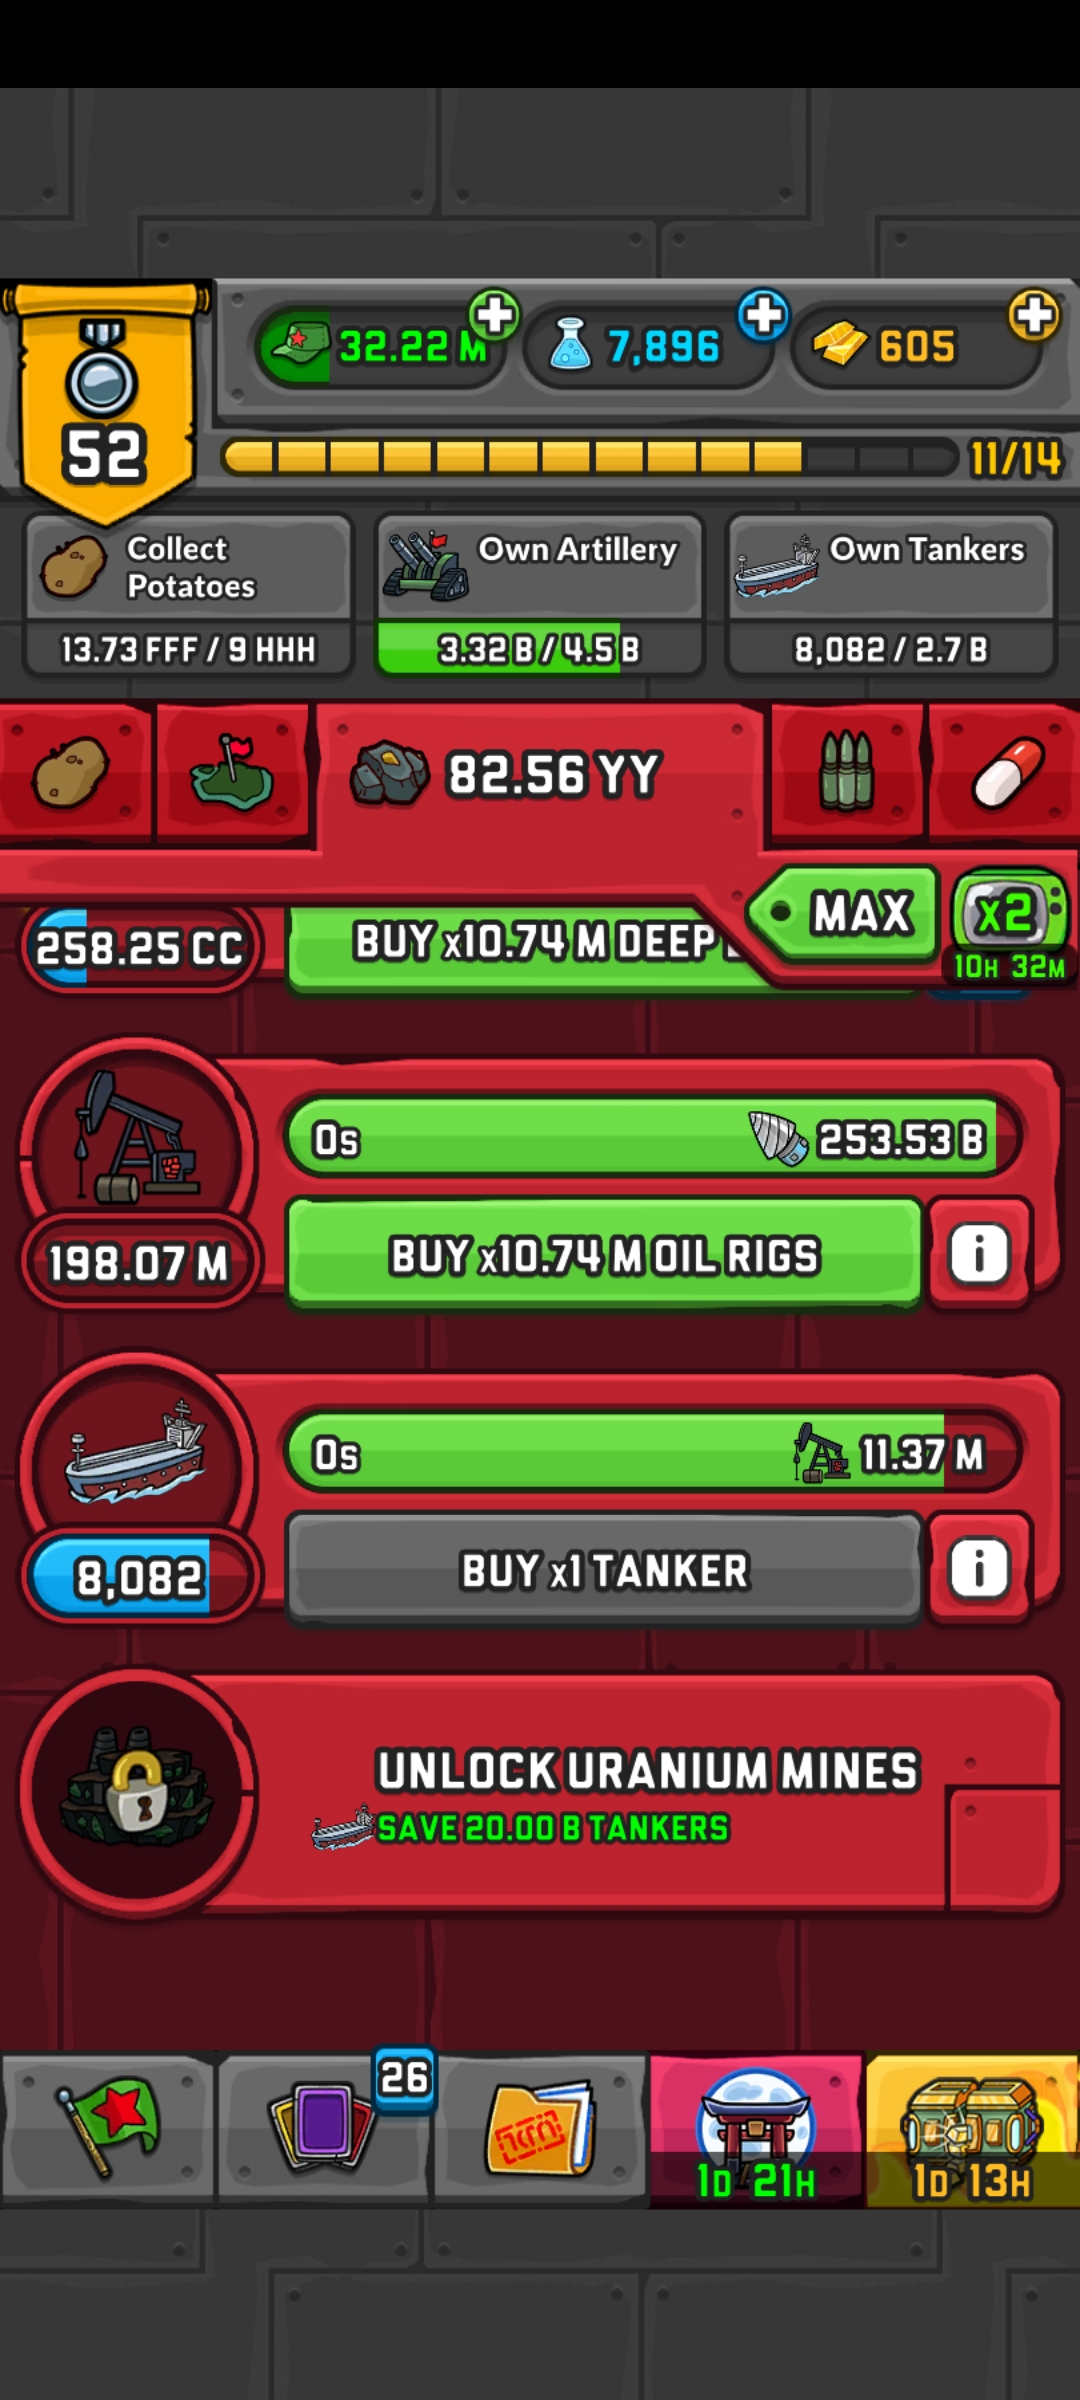 32.22 M
7,896
605
52
11/14
Collect
Potatoes
Own Artillery
Own Tankers
13.73 FFF / 9 HHH
3.32 B / 4.5 B
8,082 / 2.7 B
82.56 YY
MAX
x2
10H 32M
258.25 CC
BUY x10.74 M DEEP
0s
253.53 B
198.07 M
BUY x10.74 M OIL RIGS
i
0s
11.37 M
8,082
BUY x1 TANKER
i
UNLOCK URANIUM MINES
SAVE 20.00 B TANKERS
26
1D 21H
1D 13H